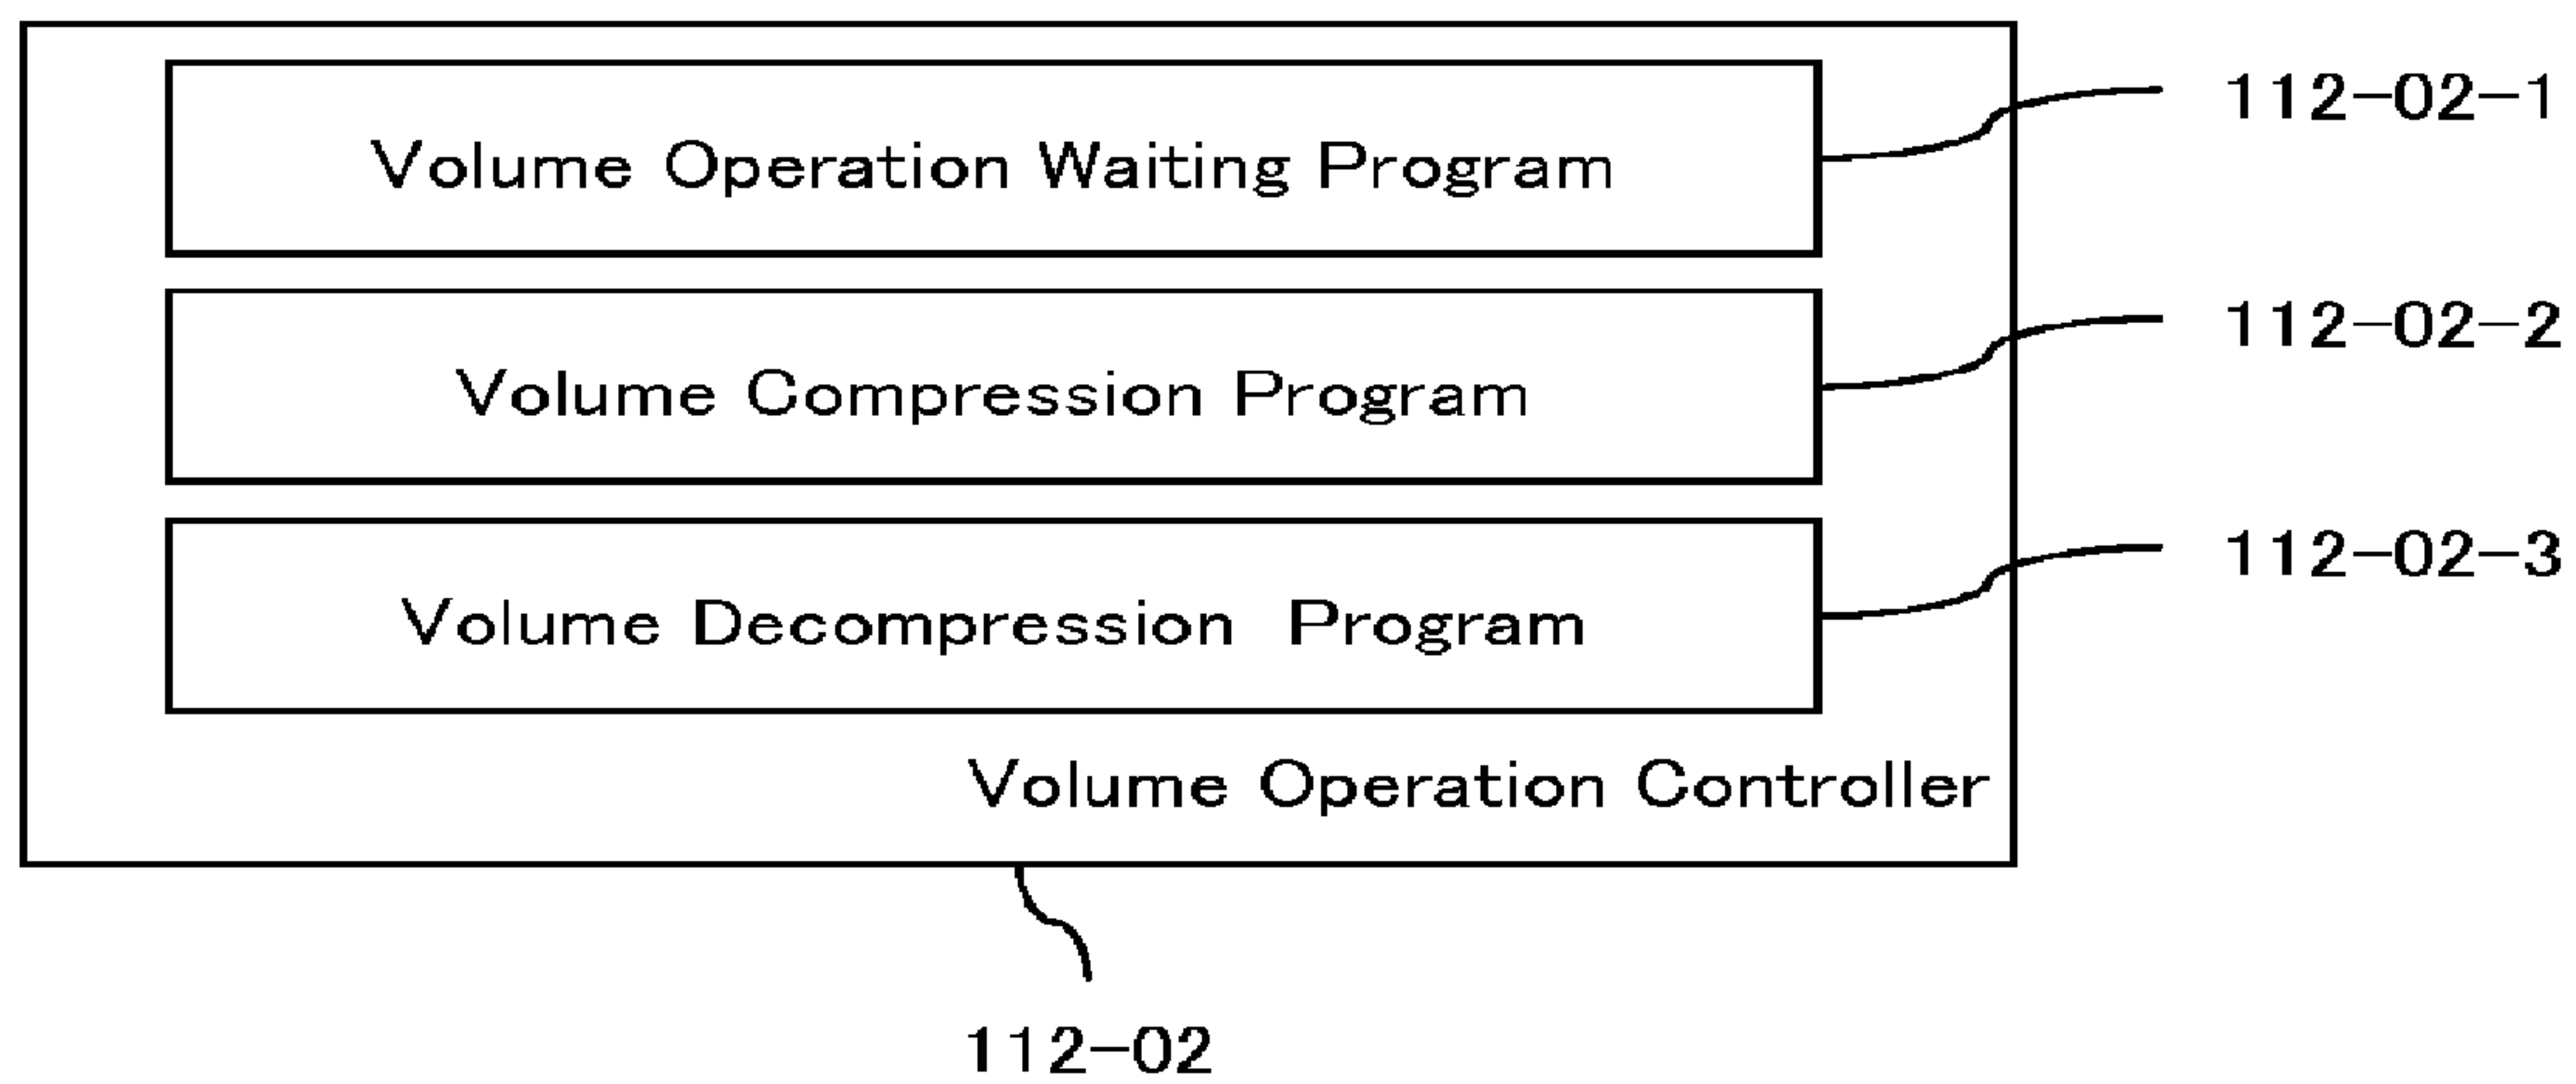 Volume Operation Waiting Program
112-02-1
Volume Compression Program
112-02-2
Volume Decompression Program
112-02-3
Volume Operation Controller
112-02